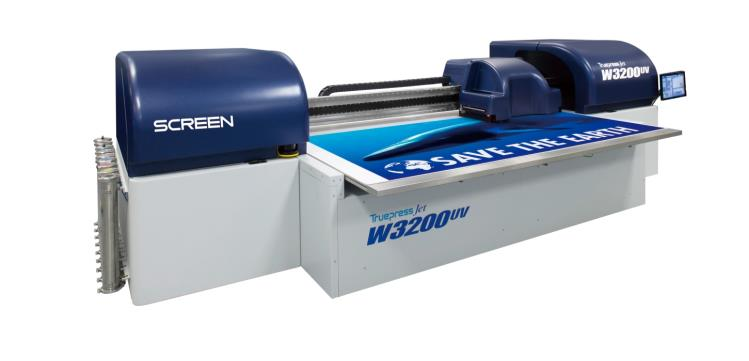 SCREEN
Truepress Jet
W3200UV
SAVE THE EARTH
Truepress Jet
W3200UV